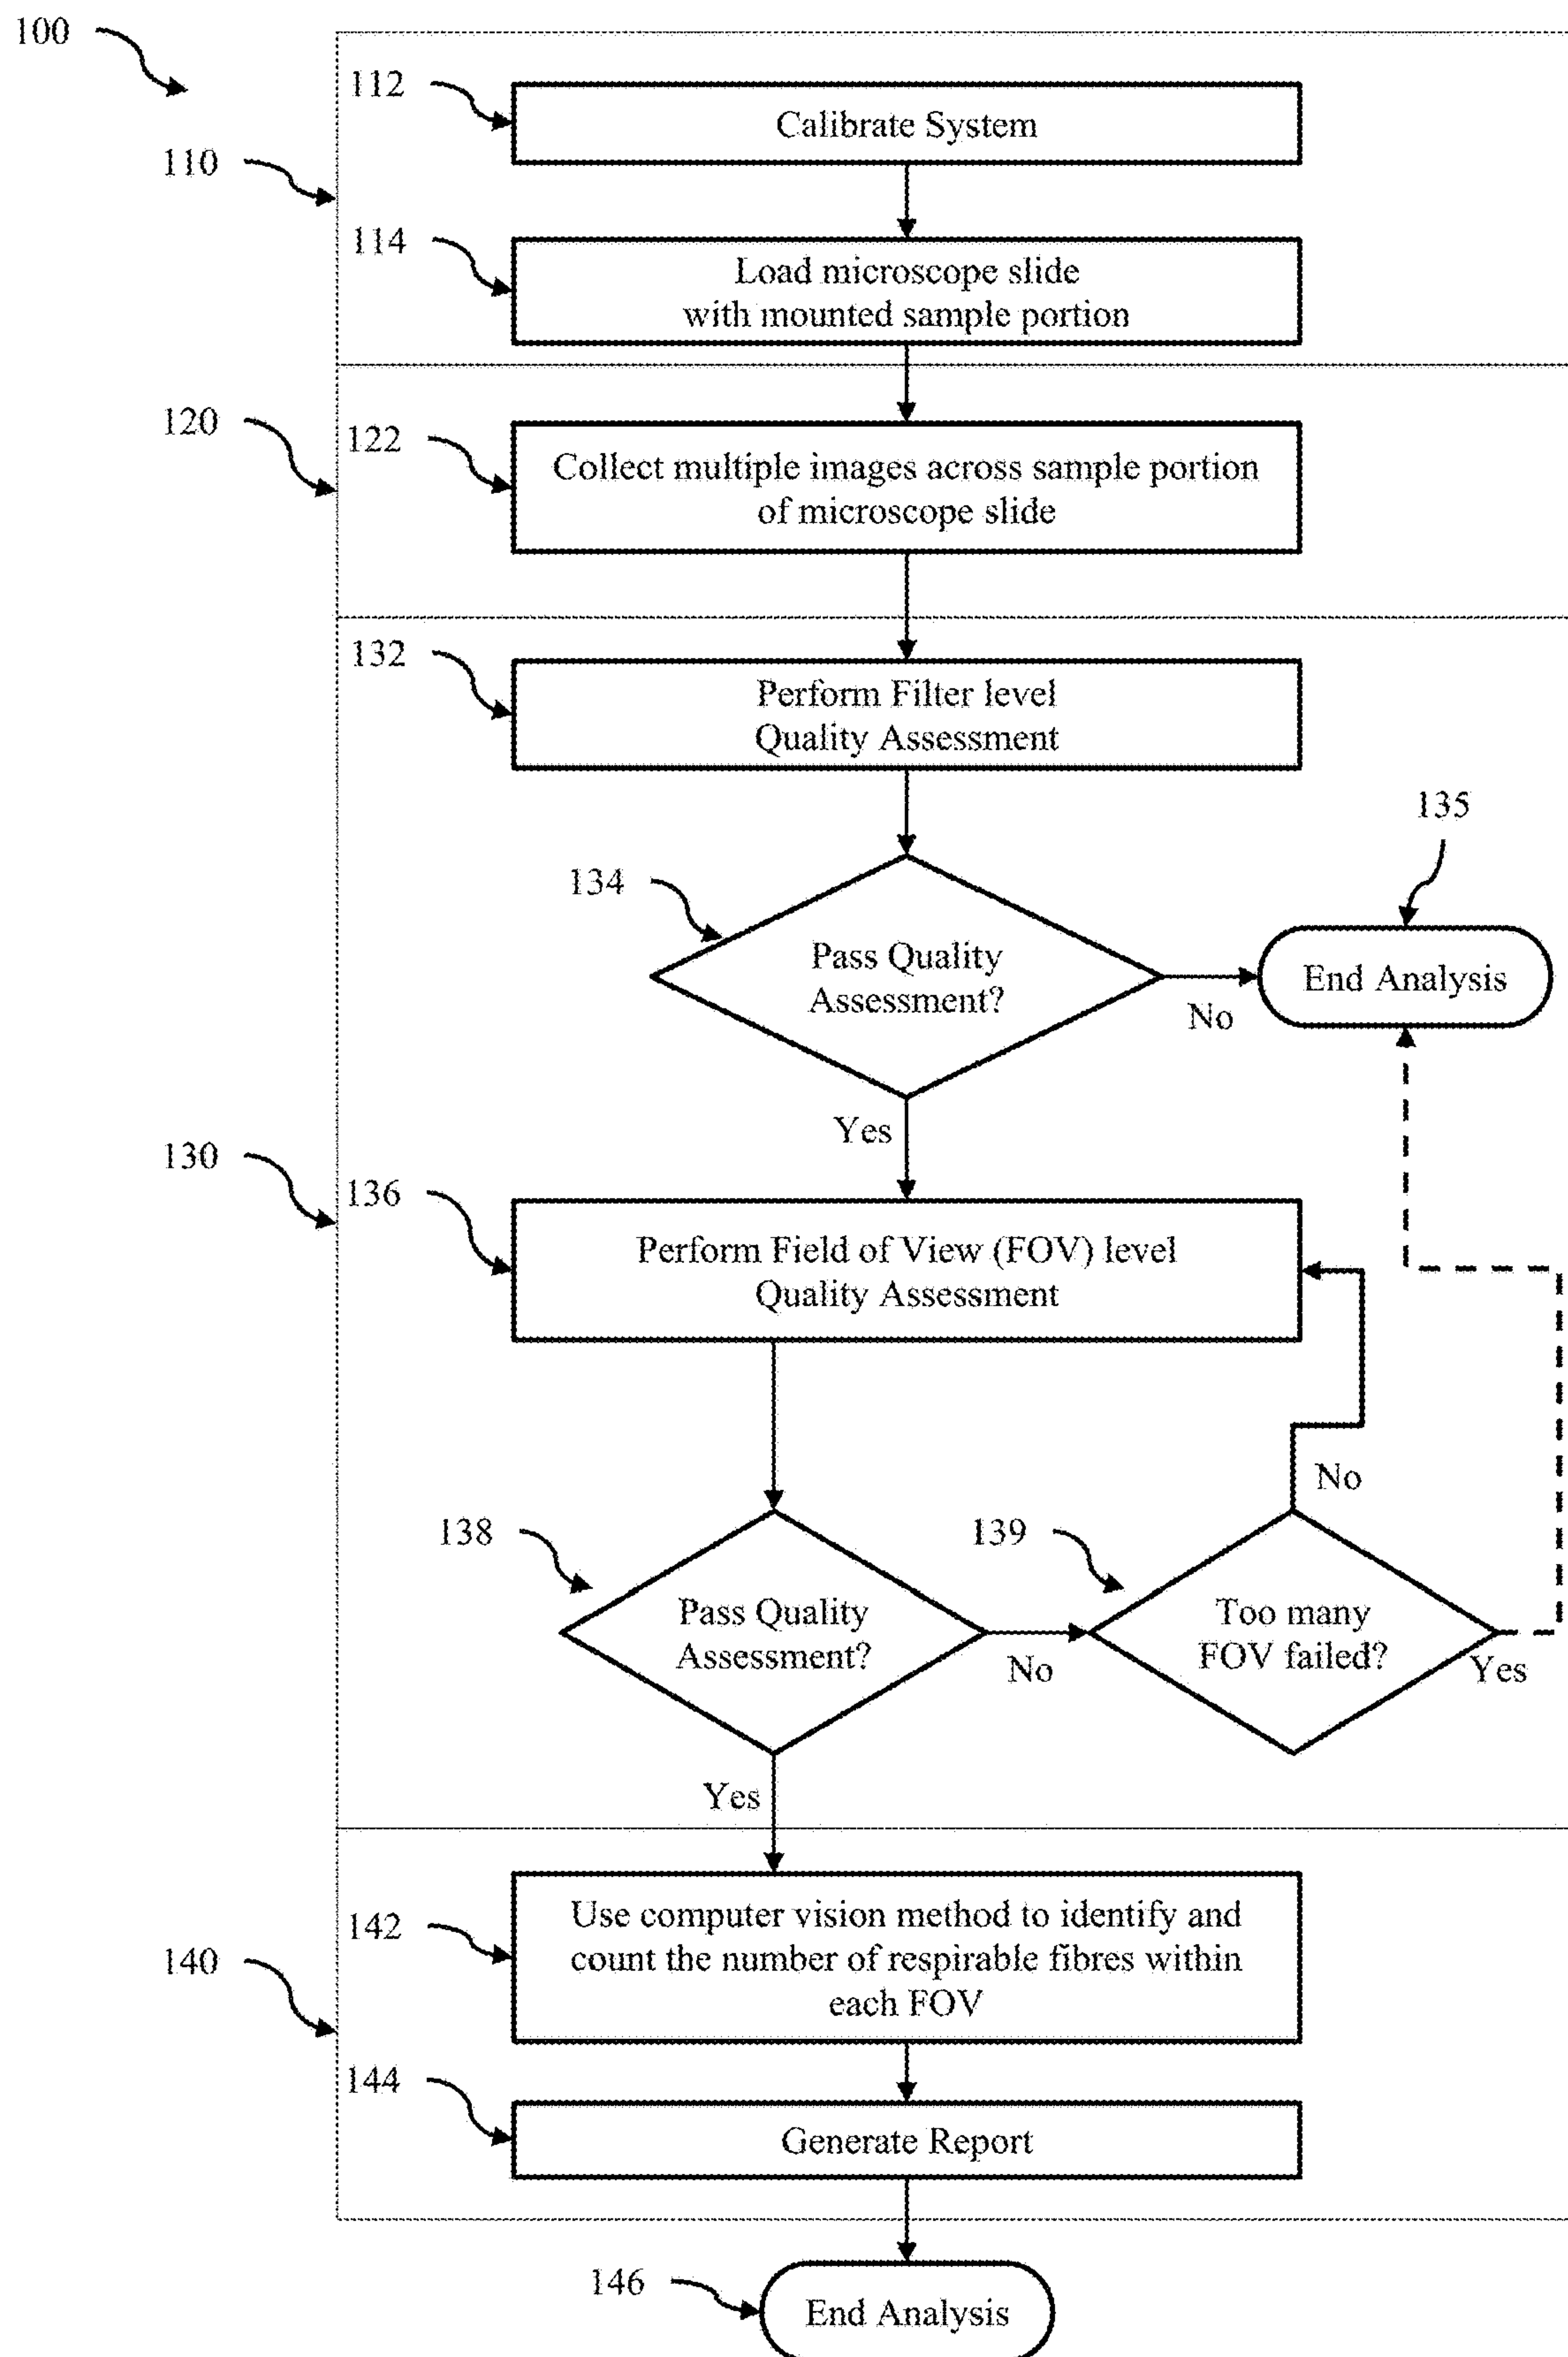 100
112
Calibrate System
110
114
Load microscope slide
with mounted sample portion
120
122
Collect multiple images across sample portion
of microscope slide
132
Perform Filter level
Quality Assessment
135
134
Pass Quality
Assessment?
End Analysis
No
Yes
130
136
Perform Field of View (FOV) level
Quality Assessment
No
138
139
Pass Quality
Assessment?
Too many
FOV failed?
No
Yes
Yes
142
Use computer vision method to identify and
count the number of respirable fibres within
each FOV
140
144
Generate Report
146
End Analysis